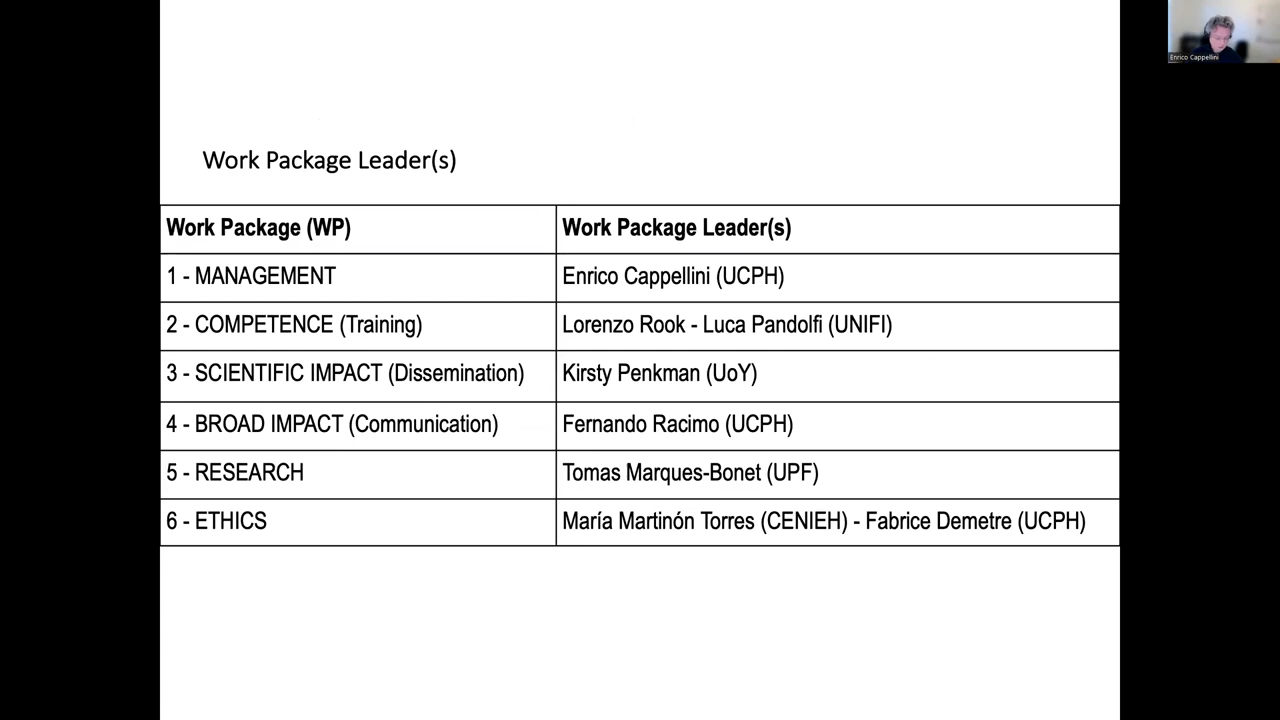 Enrico Cappellini
Work Package Leader(s)
Work Package (WP) Work Package Leader(s)
1 - MANAGEMENT Enrico Cappellini (UCPH)
2 - COMPETENCE (Training) Lorenzo Rook - Luca Pandolfi (UNIFI)
3 - SCIENTIFIC IMPACT (Dissemination) Kirsty Penkman (UoY)
4 - BROAD IMPACT (Communication) Fernando Racimo (UCPH)
5 - RESEARCH Tomas Marques-Bonet (UPF)
6 - ETHICS María Martinón Torres (CENIEH) - Fabrice Demetre (UCPH)